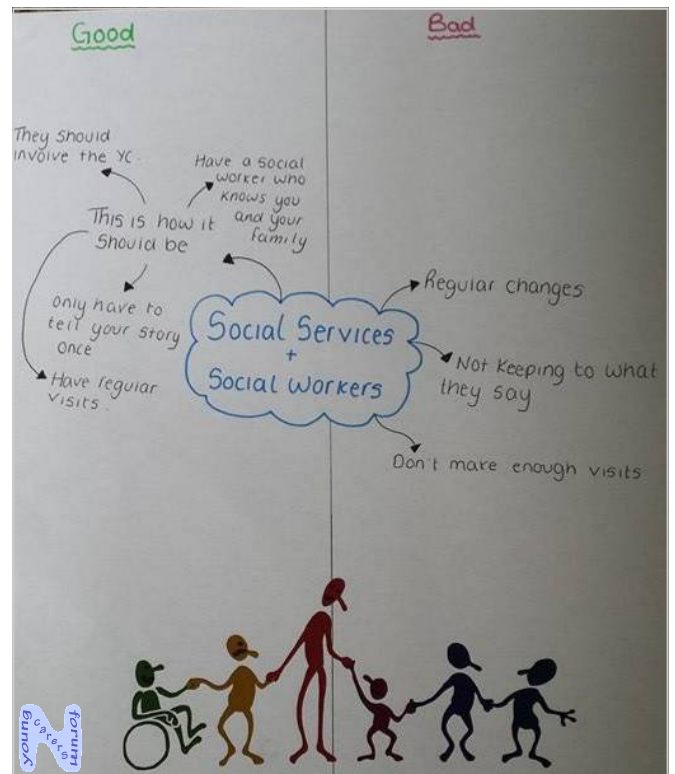 Good
Bad
They should
involve the YC.
Have a social
worker who
knows you
and your
family
This is how it
should be
only have to
tell your story
once
Have regular
visits.
Social Services
+
Social Workers
Regular changes
Not keeping to what
they say
Don't make enough visits
young
carers
forum
N